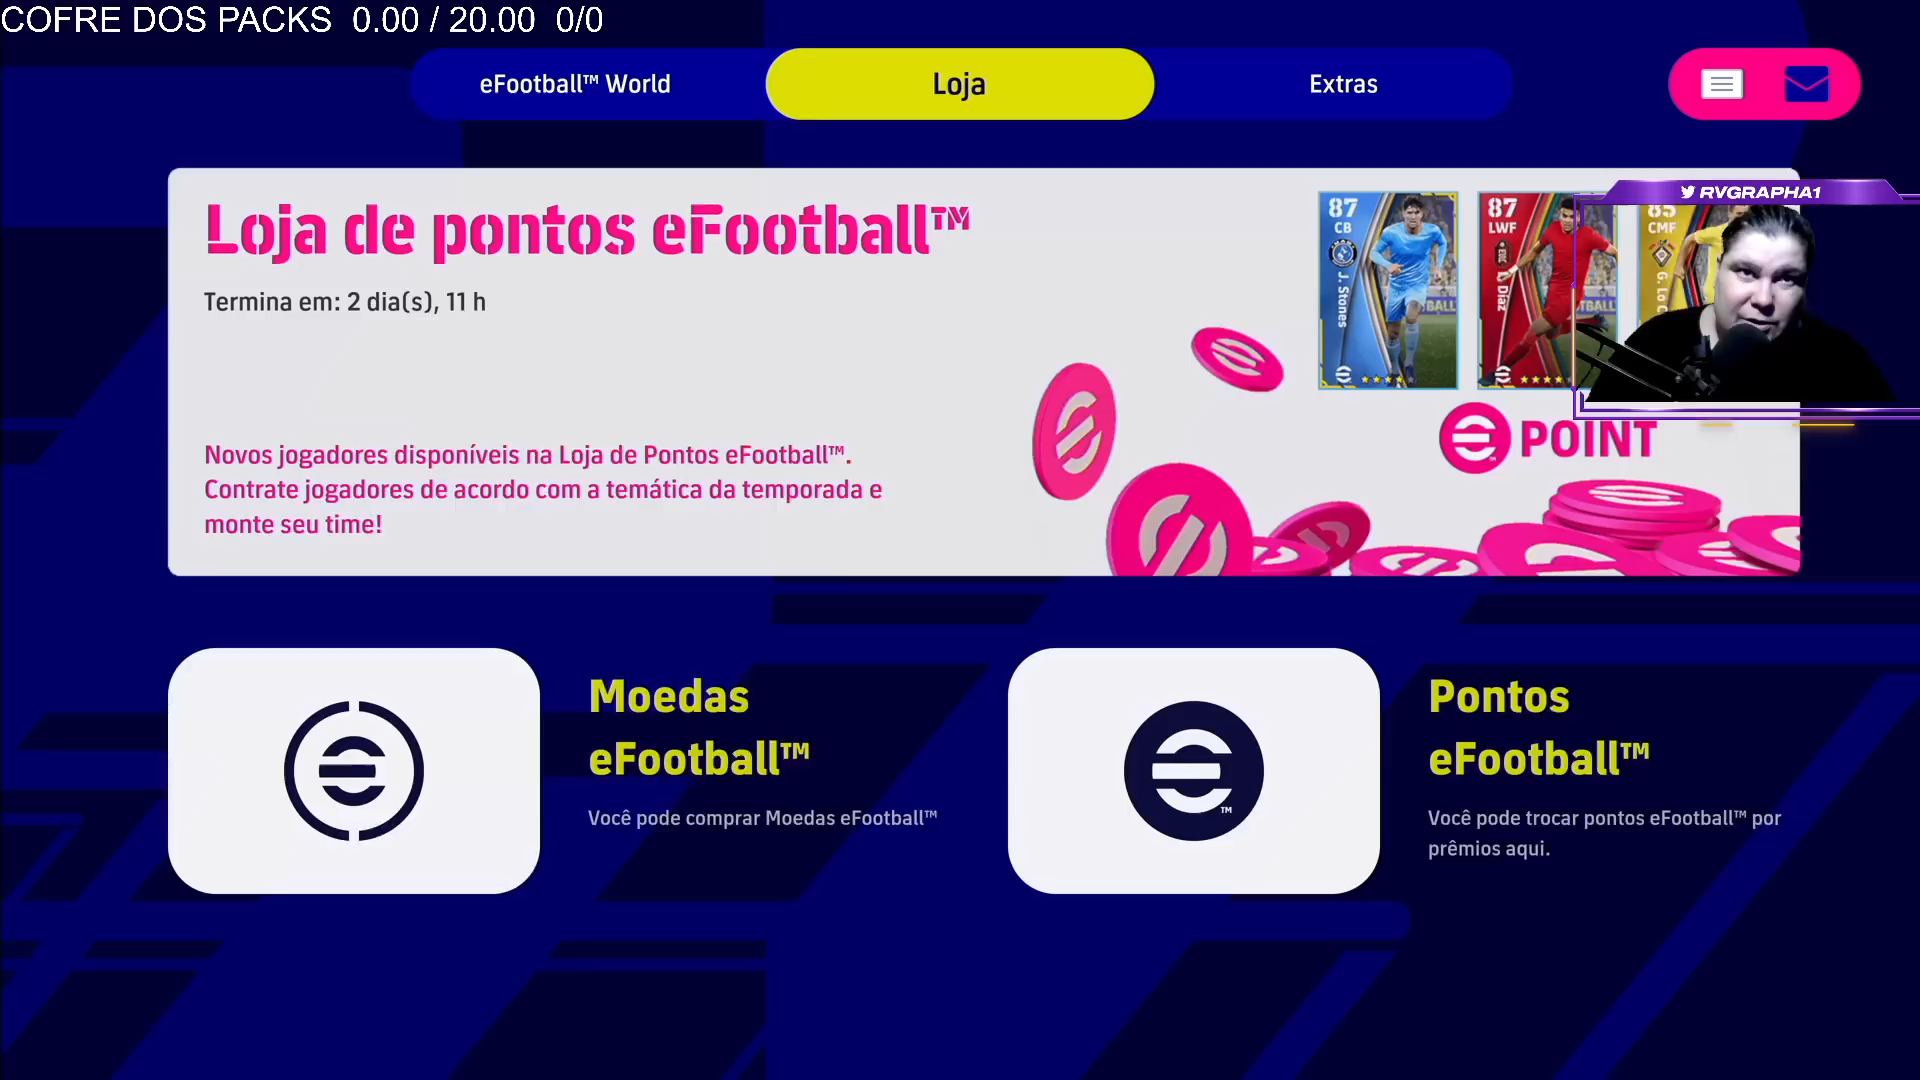 COFRE DOS PACKS 0.00 / 20.00 0/0
eFootball™ World
Loja
Extras
Loja de pontos eFootball™
Termina em: 2 dia(s), 11 h
Novos jogadores disponíveis na Loja de Pontos eFootball™.
Contrate jogadores de acordo com a temática da temporada e
monte seu time!
87
CB
J. Stones
87
LWF
L. Díaz
85
CMF
RVGRAPHA1
POINT
Moedas
eFootball™
Você pode comprar Moedas eFootball™
Pontos
eFootball™
Você pode trocar pontos eFootball™ por
prêmios aqui.